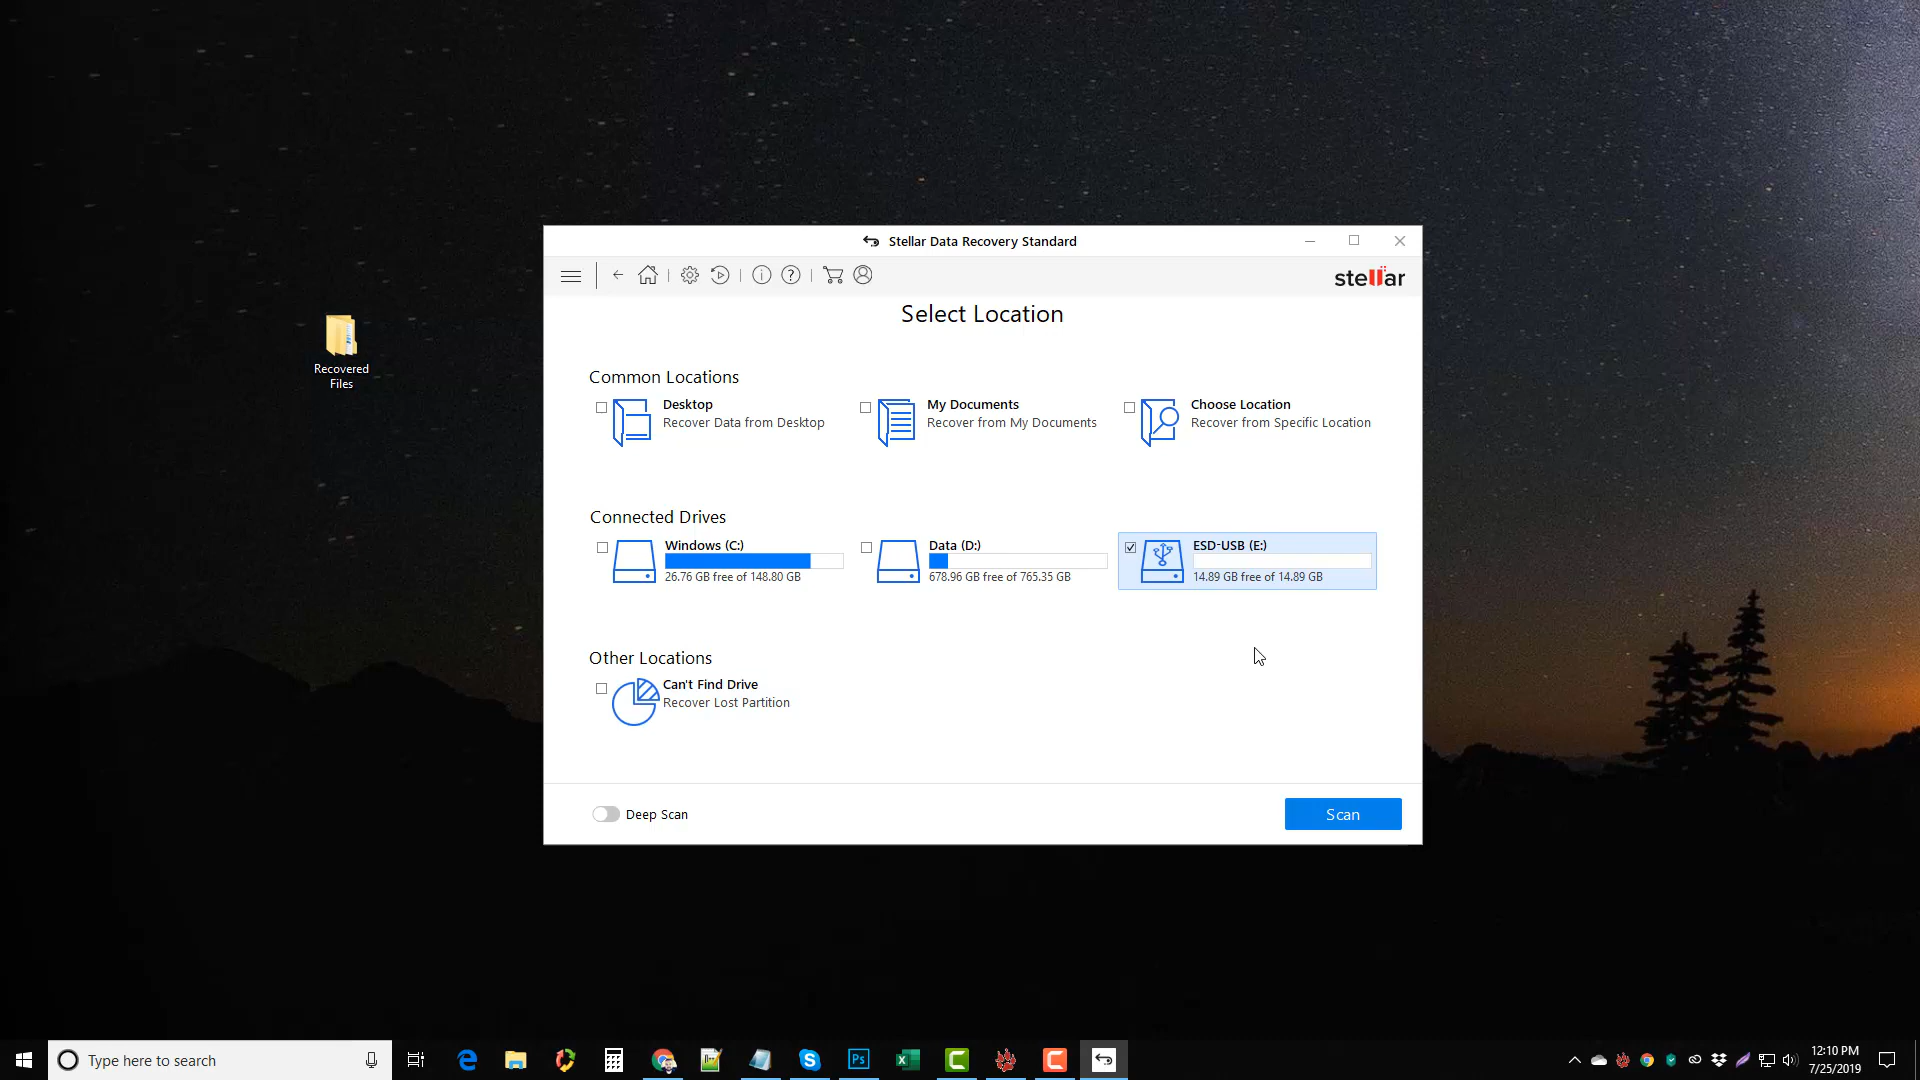 Recovered
Files
Stellar Data Recovery Standard
stellar
Select Location
Common Locations
Desktop
Recover Data from Desktop
My Documents
Recover from My Documents
Choose Location
Recover from Specific Location
Connected Drives
Windows (C:)
26.76 GB free of 148.80 GB
Data (D:)
678.96 GB free of 765.35 GB
ESD-USB (E:)
14.89 GB free of 14.89 GB
Other Locations
Can't Find Drive
Recover Lost Partition
Deep Scan
Scan
Type here to search
Ps
12:10 PM
7/25/2019